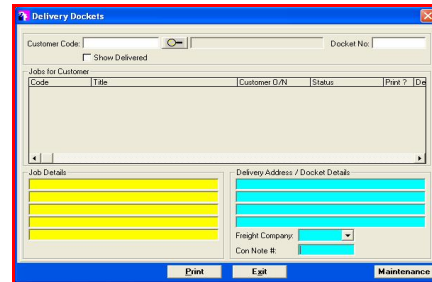 Delivery Dockets
Customer Code: Docket No:
Show Delivered
Jobs for Customer
Code Title Customer O/N Status Print ? De
Job Details Delivery Address / Docket Details
Freight Company:
Con Note #:
Print Exit Maintenance